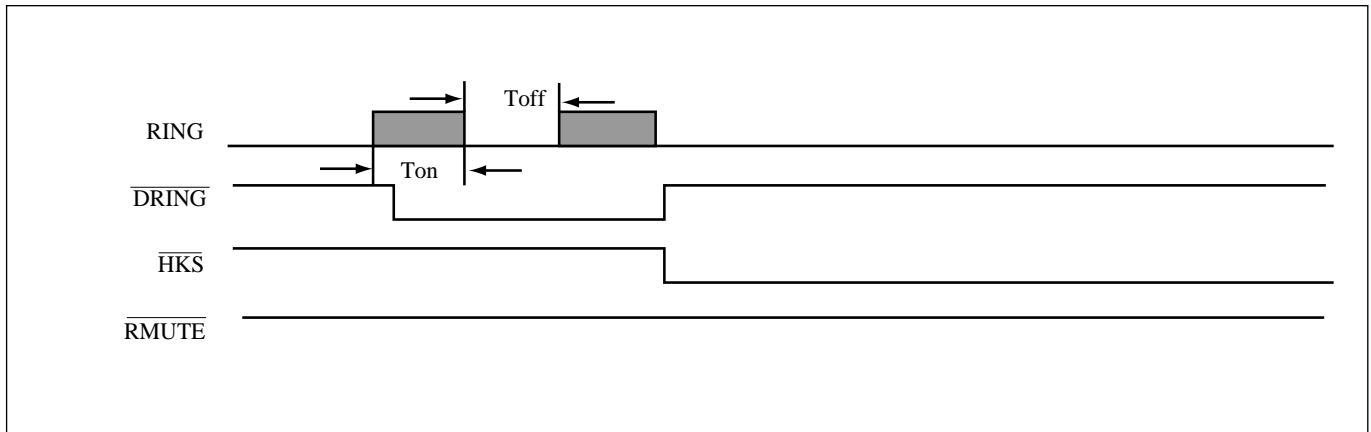 Toff
RING
Ton
DRING
HKS
RMUTE